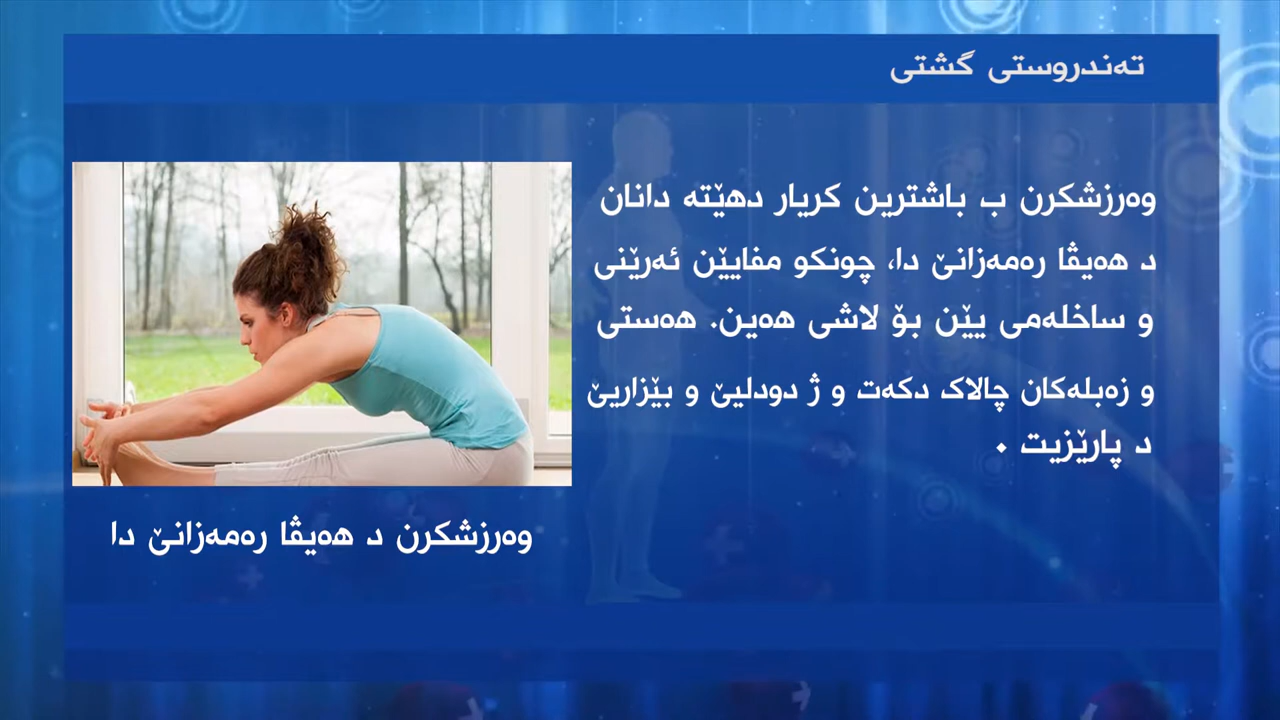 تەندروستی گشتی
وەرزشکرن ب باشترین کریار دهێتە دانان
د هەیڤا رەمەزانێ دا، چونکو مفایێن ئەرێنی
و ساخلەمی یێن بۆ لاشی هەین. هەستی
و زەبلەکان چالاک دکەت و ژ دودلیێ و بێزاریێ
د پارێزیت .
وەرزشکرن د هەیڤا رەمەزانێ دا